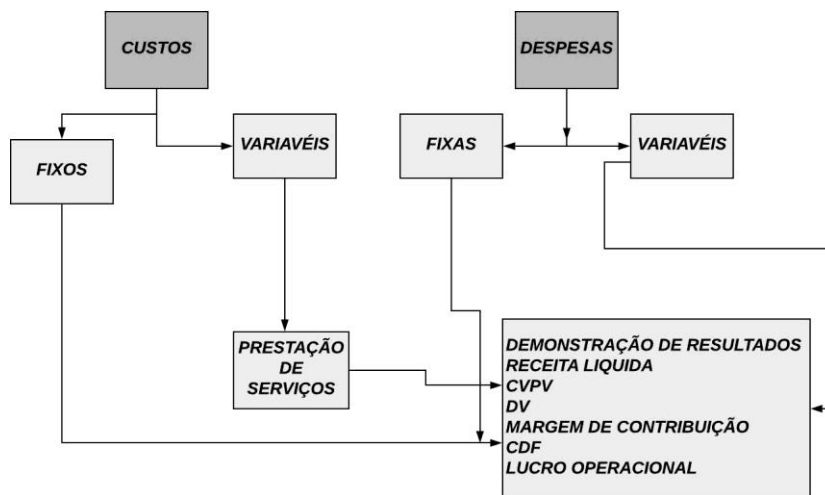 CUSTOS
DESPESAS
FIXOS
VARIAVÉIS
FIXAS
VARIAVÉIS
PRESTAÇÃO
DE
SERVIÇOS
DEMONSTRAÇÃO DE RESULTADOS
RECEITA LIQUIDA
CVPV
DV
MARGEM DE CONTRIBUIÇÃO
CDF
LUCRO OPERACIONAL